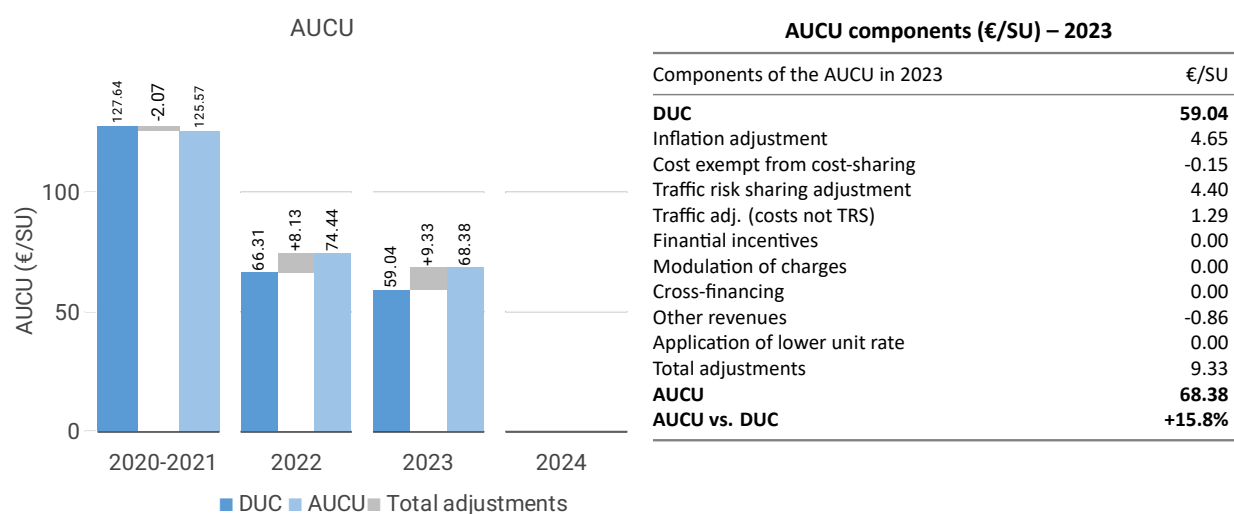 AUCU
AUCU (€/SU)
100
50
0
127.64
-2.07
125.57
66.31
+8.13
74.44
59.04
+9.33
68.38
2020-2021 2022 2023 2024
DUC AUCU Total adjustments
AUCU components (€/SU) – 2023
Components of the AUCU in 2023 €/SU
DUC 59.04
Inflation adjustment 4.65
Cost exempt from cost-sharing -0.15
Traffic risk sharing adjustment 4.40
Traffic adj. (costs not TRS) 1.29
Finantial incentives 0.00
Modulation of charges 0.00
Cross-financing 0.00
Other revenues -0.86
Application of lower unit rate 0.00
Total adjustments 9.33
AUCU 68.38
AUCU vs. DUC +15.8%